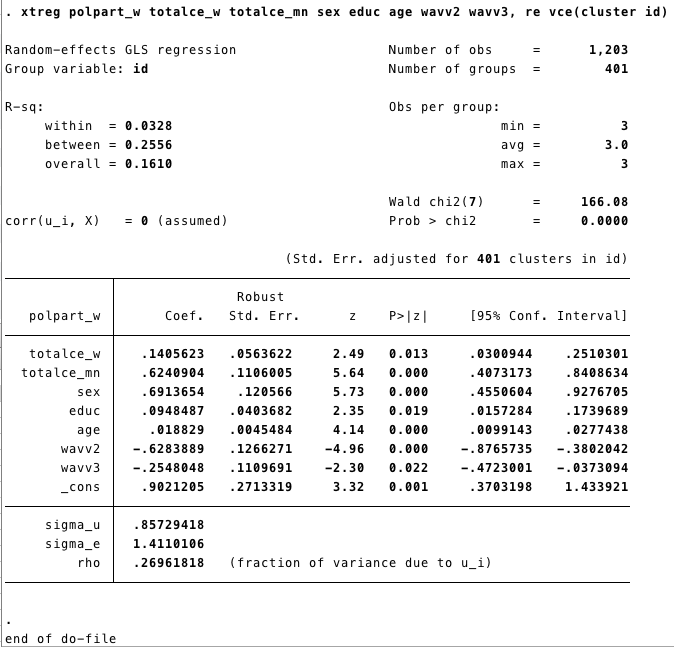 . xtreg polpart_w totalce_w totalce_mn sex educ age wavv2 wavv3, re vce(cluster id)
Random-effects GLS regression Number of obs = 1,203
Group variable: id Number of groups = 401
R-sq: Obs per group:
within = 0.0328 min = 3
between = 0.2556 avg = 3.0
overall = 0.1610 max = 3
Wald chi2(7) = 166.08
corr(u_i, X) = 0 (assumed) Prob > chi2 = 0.0000
(Std. Err. adjusted for 401 clusters in id)
Robust
polpart_w Coef. Std. Err. z P>|z| [95% Conf. Interval]
totalce_w .1405623 .0563622 2.49 0.013 .0300944 .2510301
totalce_mn .6240904 .1106005 5.64 0.000 .4073173 .8408634
sex .6913654 .120566 5.73 0.000 .4550604 .9276705
educ .0948487 .0403682 2.35 0.019 .0157284 .1739689
age .018829 .0045484 4.14 0.000 .0099143 .0277438
wavv2 -.6283889 .1266271 -4.96 0.000 -.8765735 -.3802042
wavv3 -.2548048 .1109691 -2.30 0.022 -.4723001 -.0373094
_cons .9021205 .2713319 3.32 0.001 .3703198 1.433921
sigma_u .85729418
sigma_e 1.4110106
rho .26961818 (fraction of variance due to u_i)
.
end of do-file